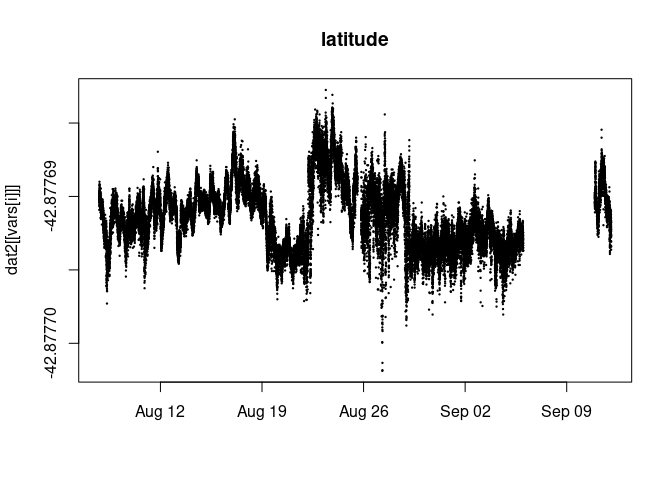 latitude
dat2[[vars[i]]]
-42.87769
-42.87770
Aug 12
Aug 19
Aug 26
Sep 02
Sep 09